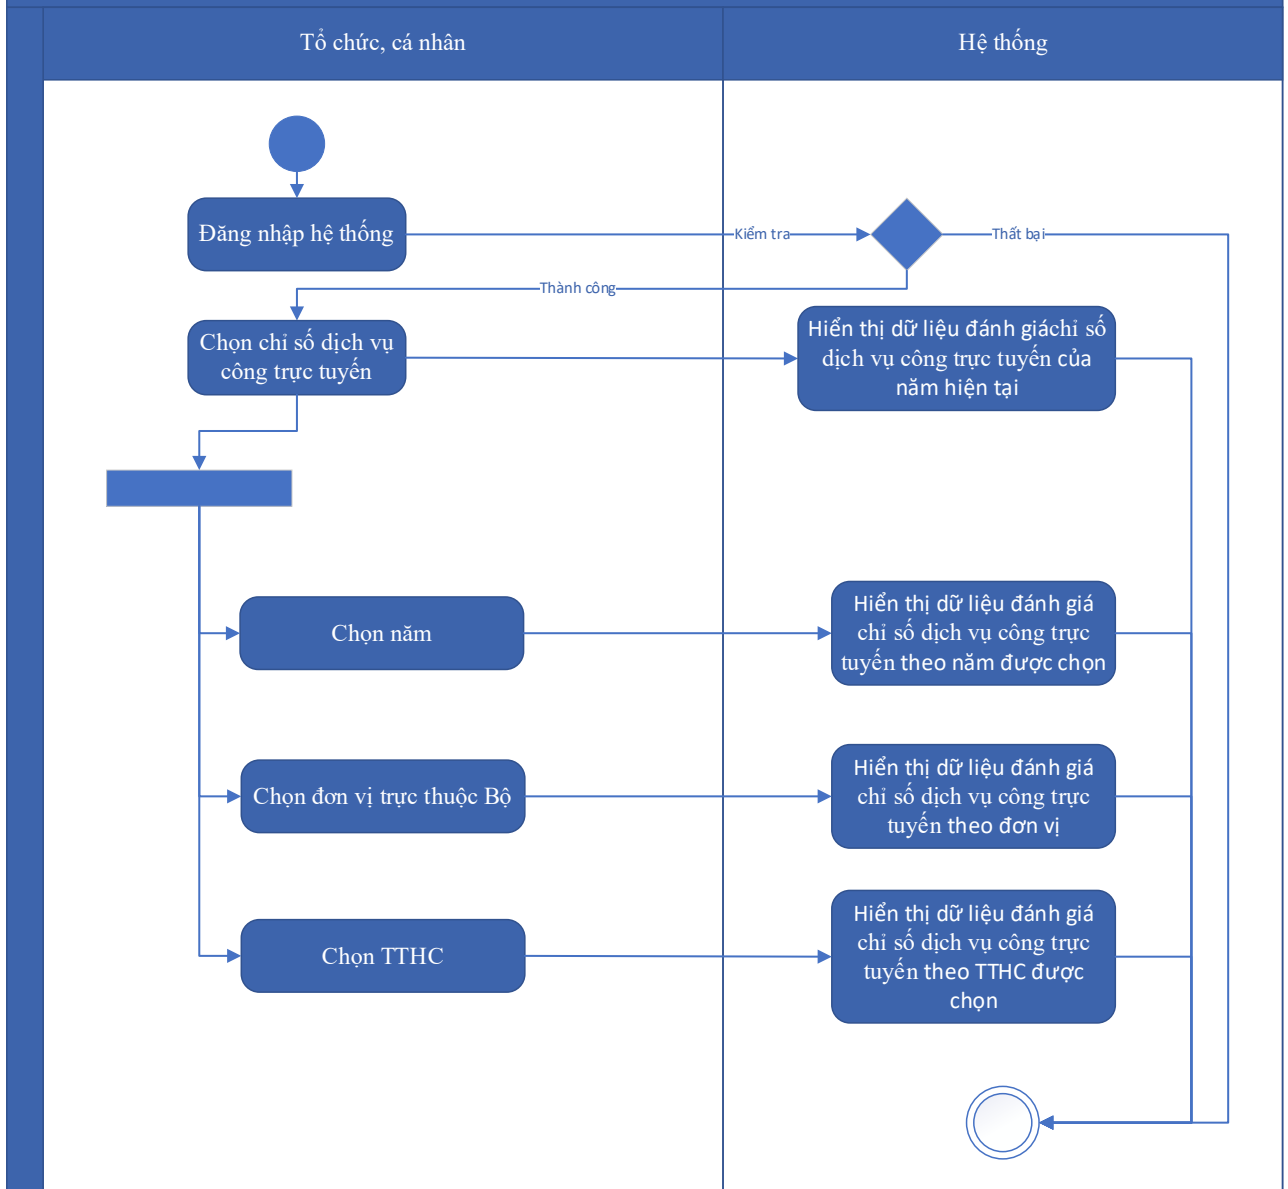 Tổ chức, cá nhân
Hệ thống
Đăng nhập hệ thống
Kiểm tra
Thất bại
Thành công
Chọn chỉ số dịch vụ
công trực tuyến
Hiển thị dữ liệu đánh giáchỉ số
dịch vụ công trực tuyến của
năm hiện tại
Chọn năm
Hiển thị dữ liệu đánh giá
chỉ số dịch vụ công trực
tuyến theo năm được chọn
Chọn đơn vị trực thuộc Bộ
Hiển thị dữ liệu đánh giá
chỉ số dịch vụ công trực
tuyến theo đơn vị
Chọn TTHC
Hiển thị dữ liệu đánh giá
chỉ số dịch vụ công trực
tuyến theo TTHC được
chọn